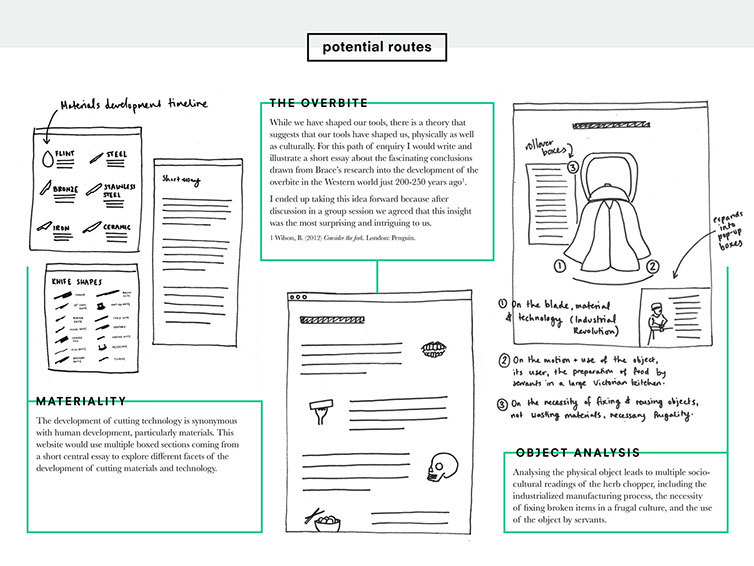 potential routes
Materials development timeline
FLINT
STEEL
BRONZE
STAINLESS
STEEL
IRON
CERAMIC
Short essay
KNIFE SHAPES
MATERIALITY
The development of cutting technology is synonymous
with human development, particularly materials. This
website would use multiple boxed sections coming from
a short central essay to explore different facets of the
development of cutting materials and technology.
THE OVERBITE
While we have shaped our tools, there is a theory that
suggests that our tools have shaped us, physically as well
as culturally. For this path of enquiry I would write and
illustrate a short essay about the fascinating conclusions
drawn from Brace's research into the development of the
overbite in the Western world just 200-250 years ago¹.
I ended up taking this idea forward because after
discussion in a group session we agreed that this insight
was the most surprising and intriguing to us.
1 Wilson, B. (2012) Consider the fork. London: Penguin.
rollover
boxes
3
1
2
expands
into
pop-up
boxes
1 On the blade, material
& technology (Industrial
Revolution)
2 On the motion + use of the object,
its user, the preparation of food by
servants in a large Victorian kitchen.
3 On the necessity of fixing & reusing objects,
not wasting materials, necessary frugality.
OBJECT ANALYSIS
Analysing the physical object leads to multiple socio-
cultural readings of the herb chopper, including the
industrialized manufacturing process, the necessity
of fixing broken items in a frugal culture, and the use
of the object by servants.